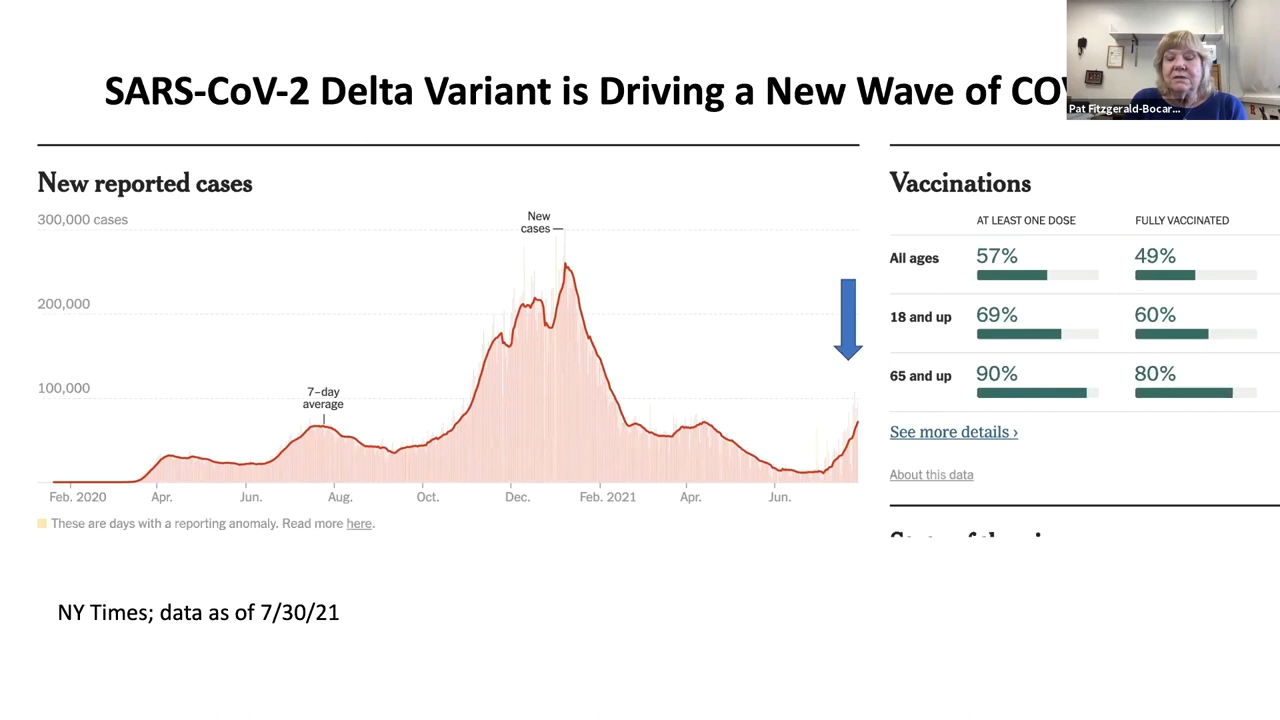 SARS-CoV-2 Delta Variant is Driving a New Wave of
Pat Fitzgerald-Bocar...
New reported cases
300,000 cases
200,000
100,000
New
cases
7-day
average
Feb. 2020 Apr. Jun. Aug. Oct. Dec. Feb. 2021 Apr. Jun.
These are days with a reporting anomaly. Read more here.
Vaccinations
AT LEAST ONE DOSE FULLY VACCINATED
All ages 57% 49%
18 and up 69% 60%
65 and up 90% 80%
See more details ›
About this data
NY Times; data as of 7/30/21